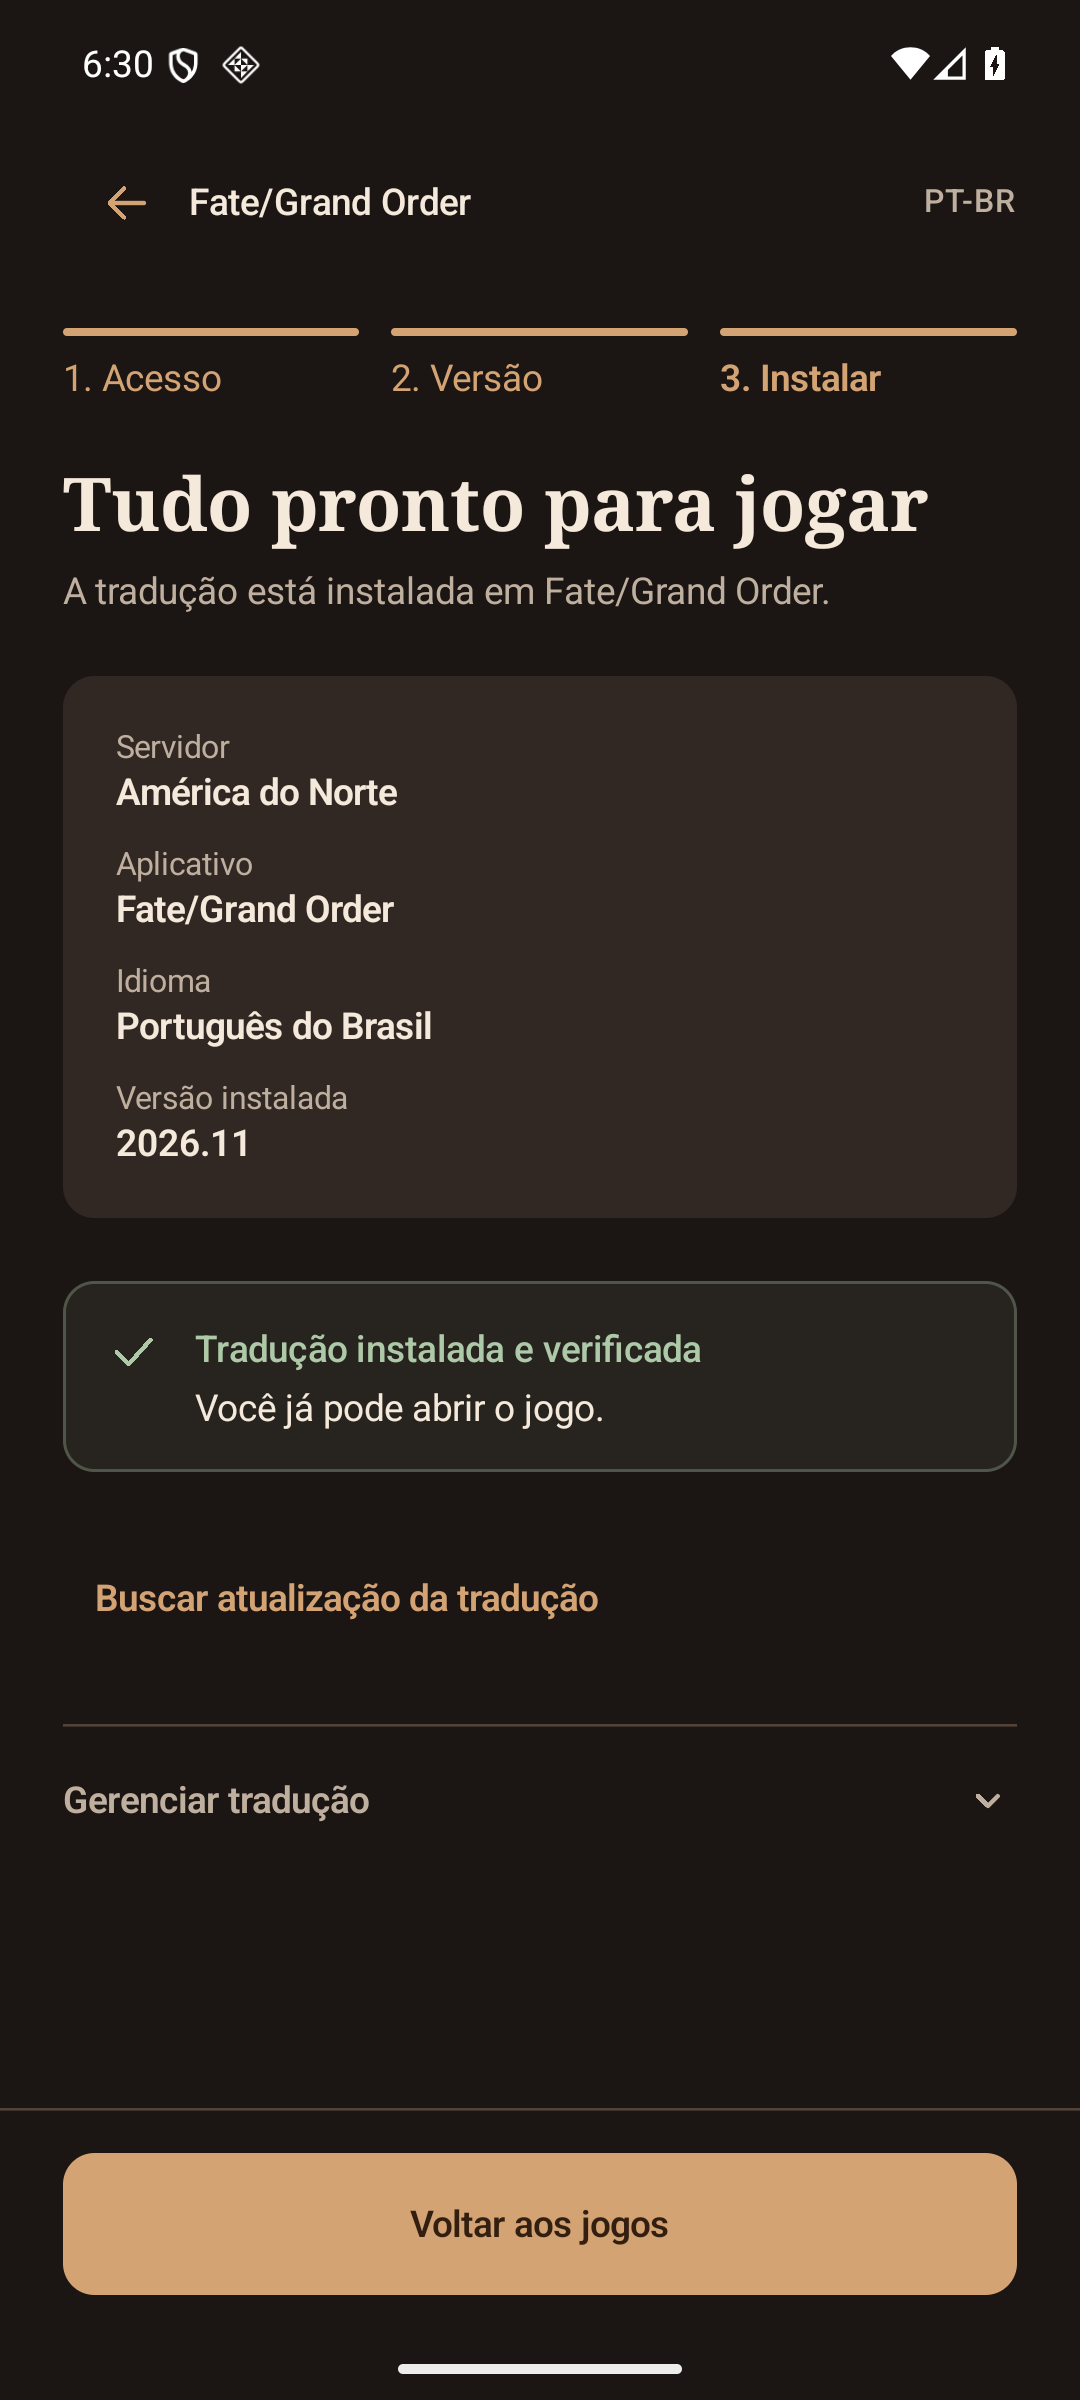 6:30
Fate/Grand Order
PT-BR
1. Acesso
2. Versão
3. Instalar
Tudo pronto para jogar
A tradução está instalada em Fate/Grand Order.
Servidor
América do Norte
Aplicativo
Fate/Grand Order
Idioma
Português do Brasil
Versão instalada
2026.11
Tradução instalada e verificada
Você já pode abrir o jogo.
Buscar atualização da tradução
Gerenciar tradução
Voltar aos jogos